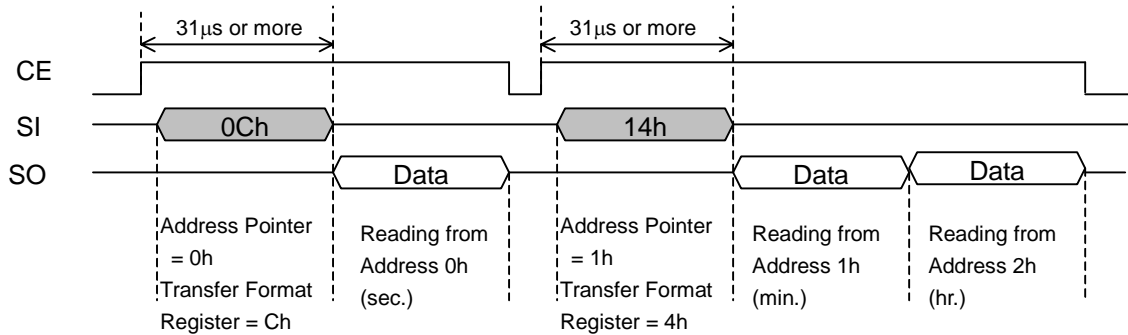 31μs or more 31μs or more
CE
SI 0Ch 14h
SO Data Data Data
Address Pointer
= 0h
Transfer Format
Register = Ch
Reading from
Address 0h
(sec.)
Address Pointer
= 1h
Transfer Format
Register = 4h
Reading from
Address 1h
(min.)
Reading from
Address 2h
(hr.)